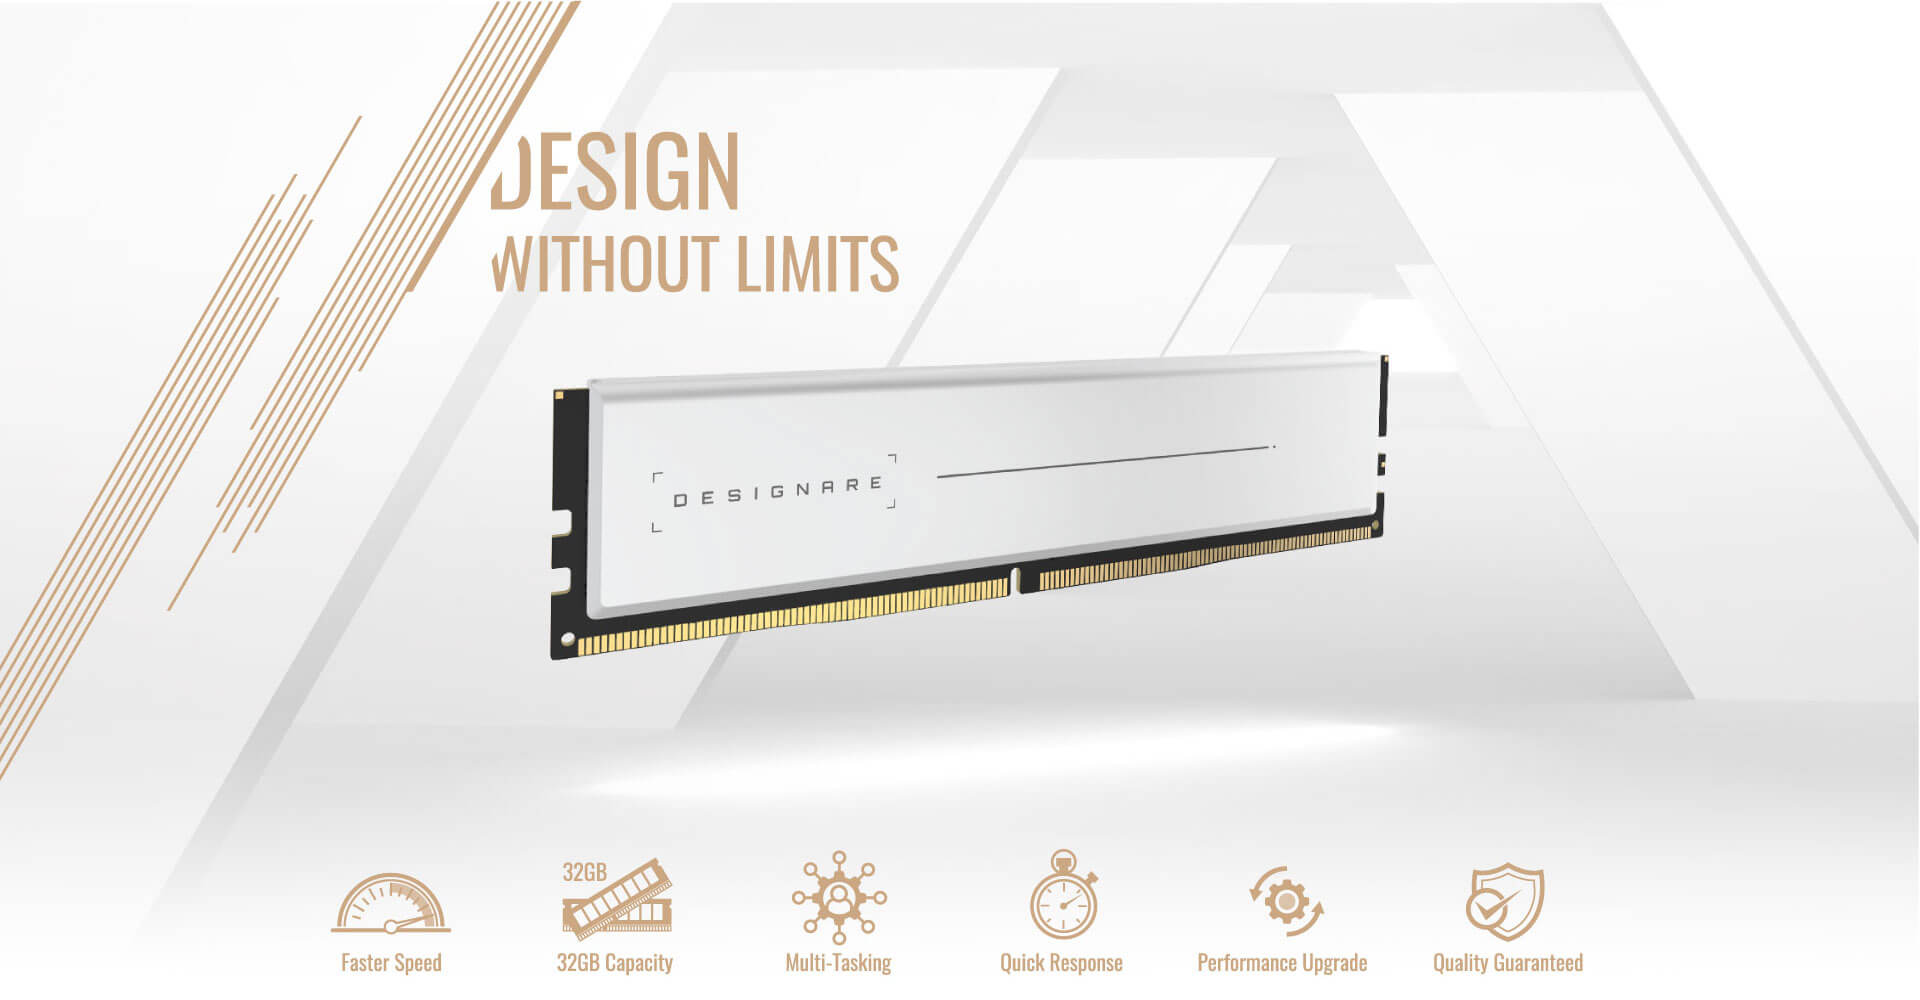 DESIGN
WITHOUT LIMITS
DESIGNARE
32GB
Faster Speed
32GB Capacity
Multi-Tasking
Quick Response
Performance Upgrade
Quality Guaranteed